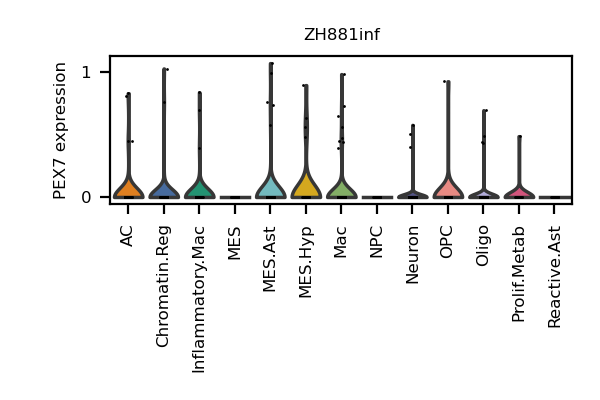 ZH881inf
PEX7 expression
1
0
AC
Chromatin.Reg
Inflammatory.Mac
MES
MES.Ast
MES.Hyp
Mac
NPC
Neuron
OPC
Oligo
Prolif.Metab
Reactive.Ast